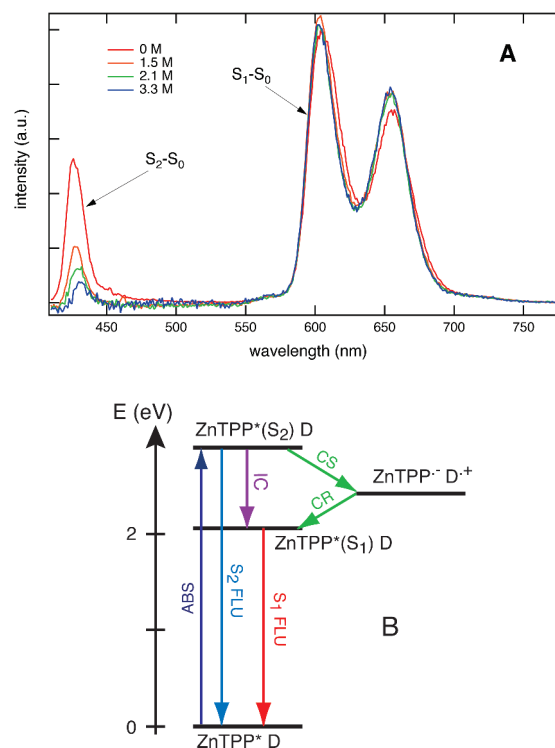 A
0 M
1.5 M
2.1 M
3.3 M
S1–S0
S2–S0
intensity (a.u.)
450
500
550
600
650
700
750
wavelength (nm)
E (eV)
ZnTPP*(S2) D
CS
ZnTPP·- D·+
IC
CR
2
ZnTPP*(S1) D
ABS
S2 FLU
S1 FLU
B
0
ZnTPP* D